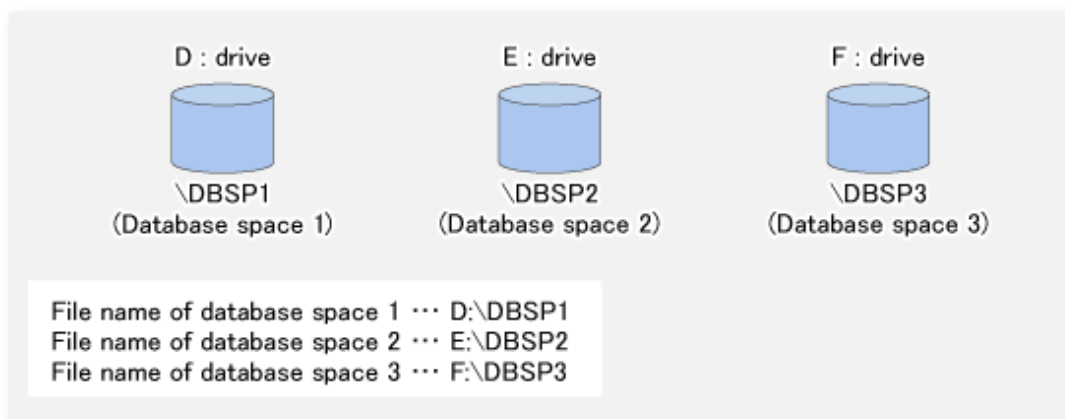 D : drive
E : drive
F : drive
\DBSP1
\DBSP2
\DBSP3
(Database space 1)
(Database space 2)
(Database space 3)
File name of database space 1 ··· D:\DBSP1
File name of database space 2 ··· E:\DBSP2
File name of database space 3 ··· F:\DBSP3